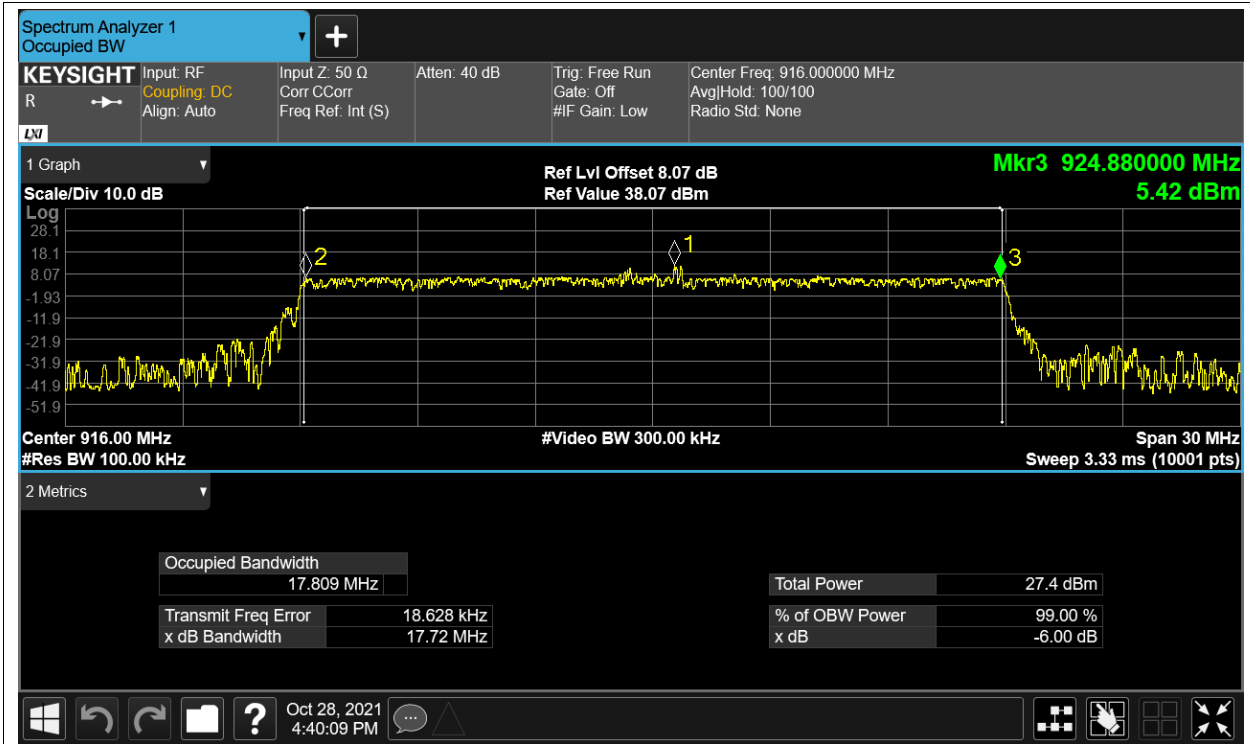 Spectrum Analyzer 1
Occupied BW
KEYSIGHT
R
LXI
Input: RF
Coupling: DC
Align: Auto
Input Z: 50 Ω
Corr CCorr
Freq Ref: Int (S)
Atten: 40 dB
Trig: Free Run
Gate: Off
#IF Gain: Low
Center Freq: 916.000000 MHz
Avg|Hold: 100/100
Radio Std: None
1 Graph
Scale/Div 10.0 dB
Ref Lvl Offset 8.07 dB
Ref Value 38.07 dBm
Mkr3 924.880000 MHz
5.42 dBm
Log
28.1
18.1
8.07
-1.93
-11.9
-21.9
-31.9
-41.9
-51.9
2
1
3
Center 916.00 MHz
#Res BW 100.00 kHz
#Video BW 300.00 kHz
Span 30 MHz
Sweep 3.33 ms (10001 pts)
2 Metrics
Occupied Bandwidth
17.809 MHz
Transmit Freq Error 18.628 kHz
x dB Bandwidth 17.72 MHz
Total Power 27.4 dBm
% of OBW Power 99.00 %
x dB -6.00 dB
?
Oct 28, 2021
4:40:09 PM